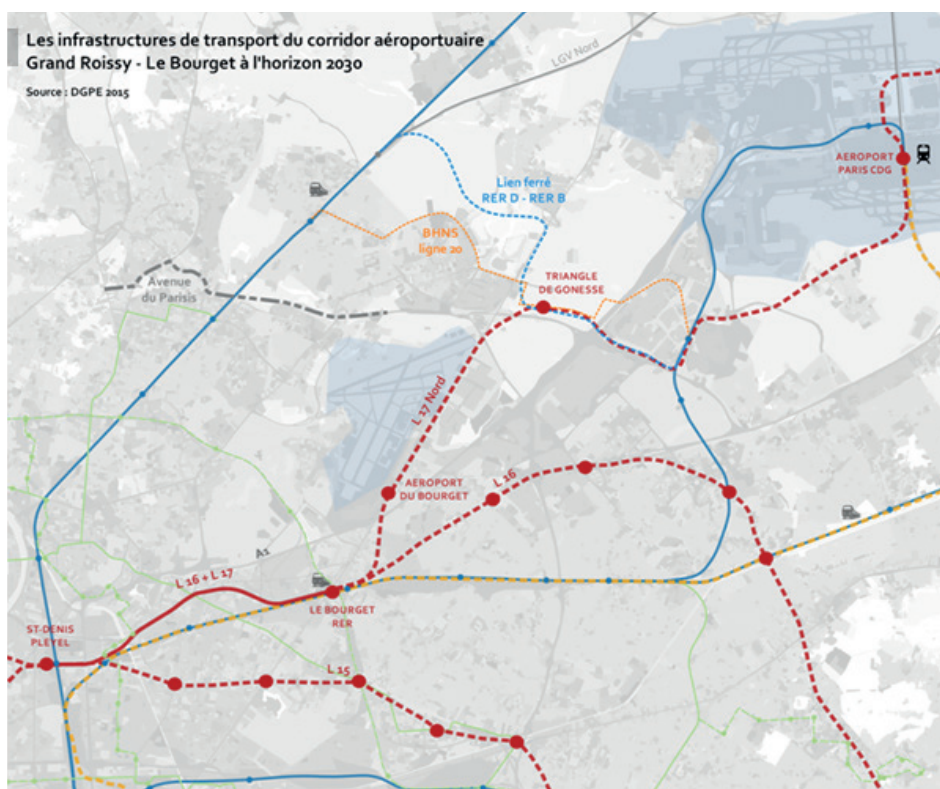 Les infrastructures de transport du corridor aéroportuaire
Grand Roissy - Le Bourget à l'horizon 2030
Source : DGPE 2015
LGV Nord
AEROPORT
PARIS CDG
Lien ferré
RER D - RER B
BHNS
ligne 20
Avenue
du Parisis
TRIANGLE
DE GONESSE
L 17 Nord
AEROPORT
DU BOURGET
L 16
A1
L 16 + L 17
LE BOURGET
RER
ST-DENIS
PLEYEL
L 15